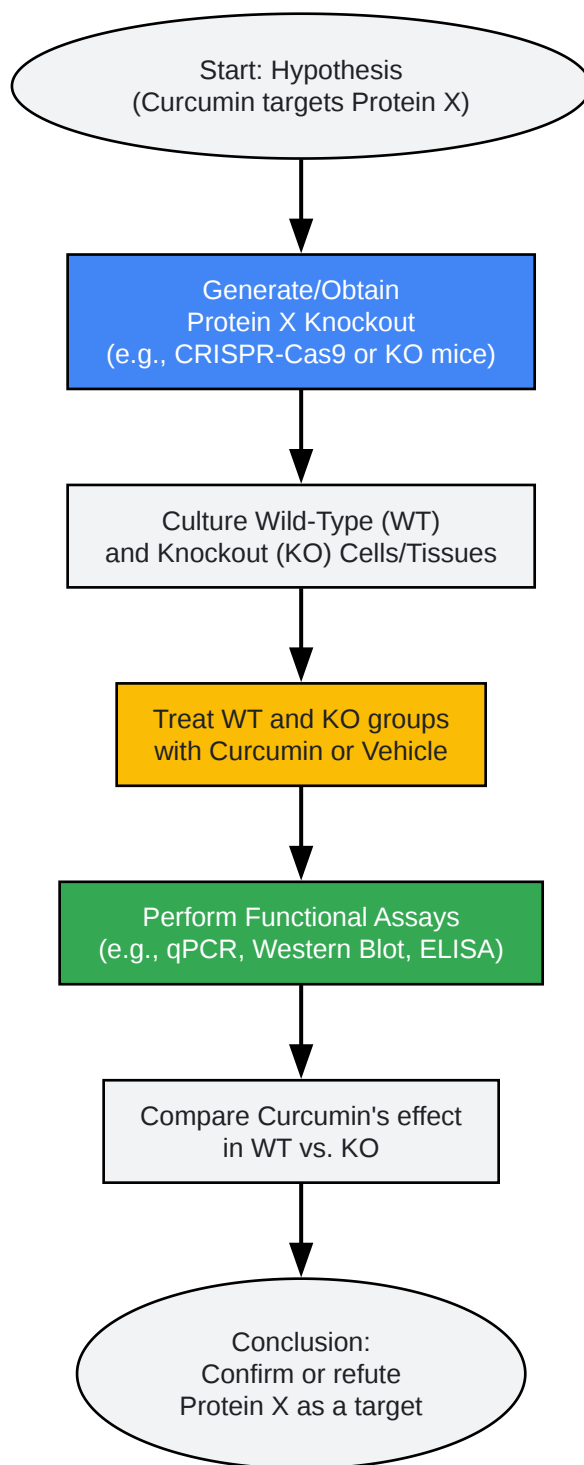 Start: Hypothesis
(Curcumin targets Protein X)
Generate/Obtain
Protein X Knockout
(e.g., CRISPR-Cas9 or KO mice)
Culture Wild-Type (WT)
and Knockout (KO) Cells/Tissues
Treat WT and KO groups
with Curcumin or Vehicle
Perform Functional Assays
(e.g., qPCR, Western Blot, ELISA)
Compare Curcumin's effect
in WT vs. KO
Conclusion:
Confirm or refute
Protein X as a target